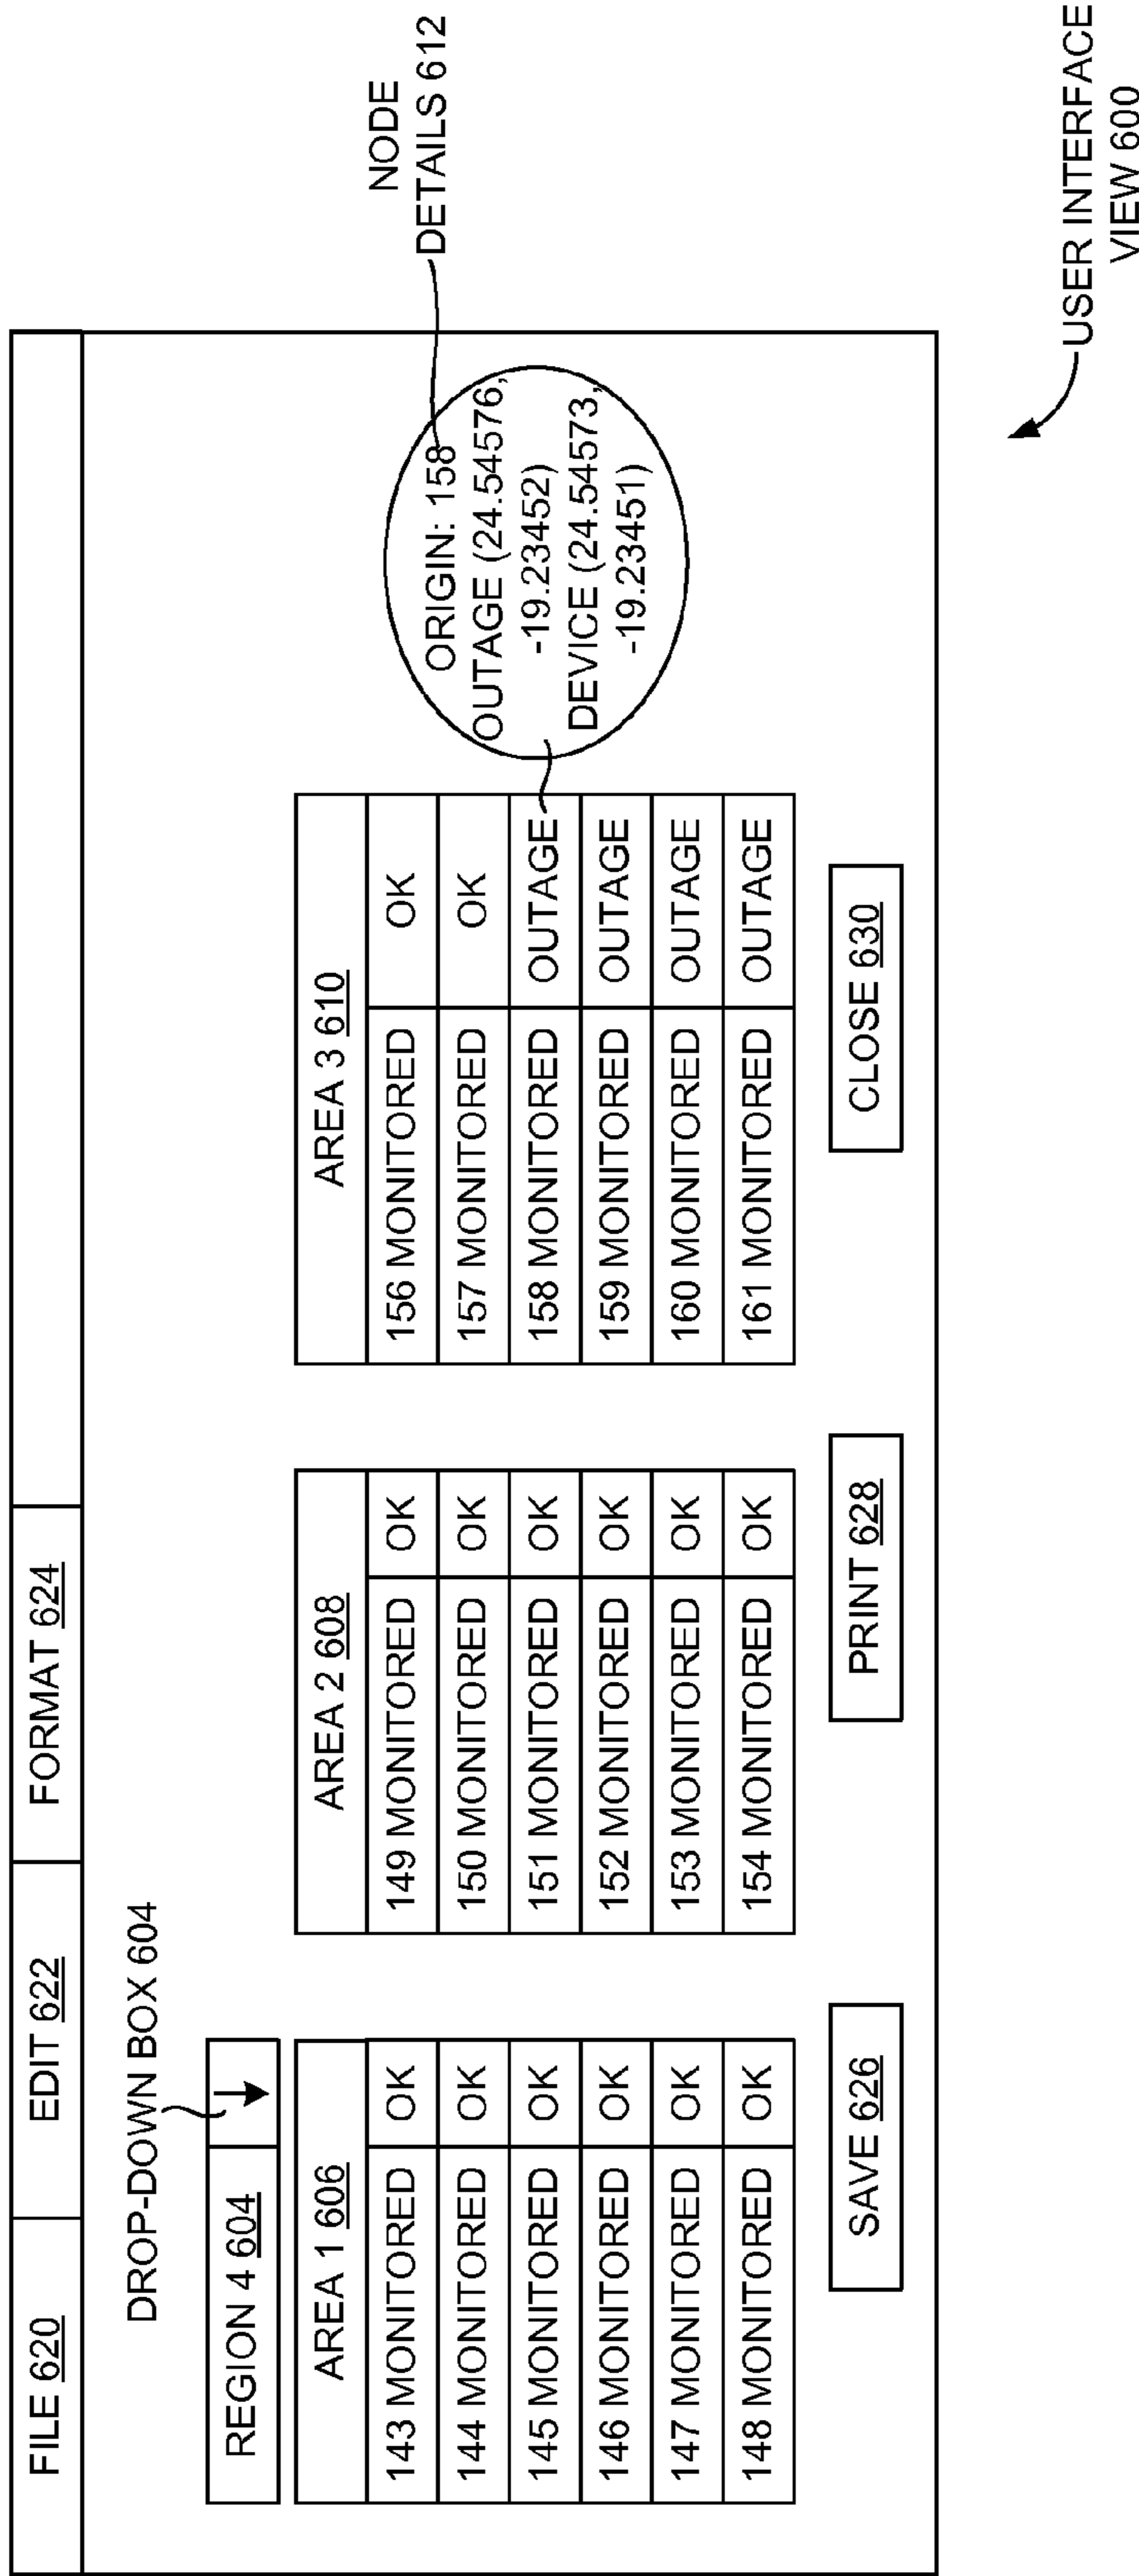 FILE 620
EDIT 622
FORMAT 624
DROP-DOWN BOX 604
REGION 4 604
AREA 1 606
143 MONITORED OK
144 MONITORED OK
145 MONITORED OK
146 MONITORED OK
147 MONITORED OK
148 MONITORED OK
AREA 2 608
149 MONITORED OK
150 MONITORED OK
151 MONITORED OK
152 MONITORED OK
153 MONITORED OK
154 MONITORED OK
AREA 3 610
156 MONITORED OK
157 MONITORED OK
158 MONITORED OUTAGE
159 MONITORED OUTAGE
160 MONITORED OUTAGE
161 MONITORED OUTAGE
ORIGIN: 158
OUTAGE (24.54576,
-19.23452)
DEVICE (24.54573,
-19.23451)
NODE
DETAILS 612
SAVE 626
PRINT 628
CLOSE 630
USER INTERFACE
VIEW 600